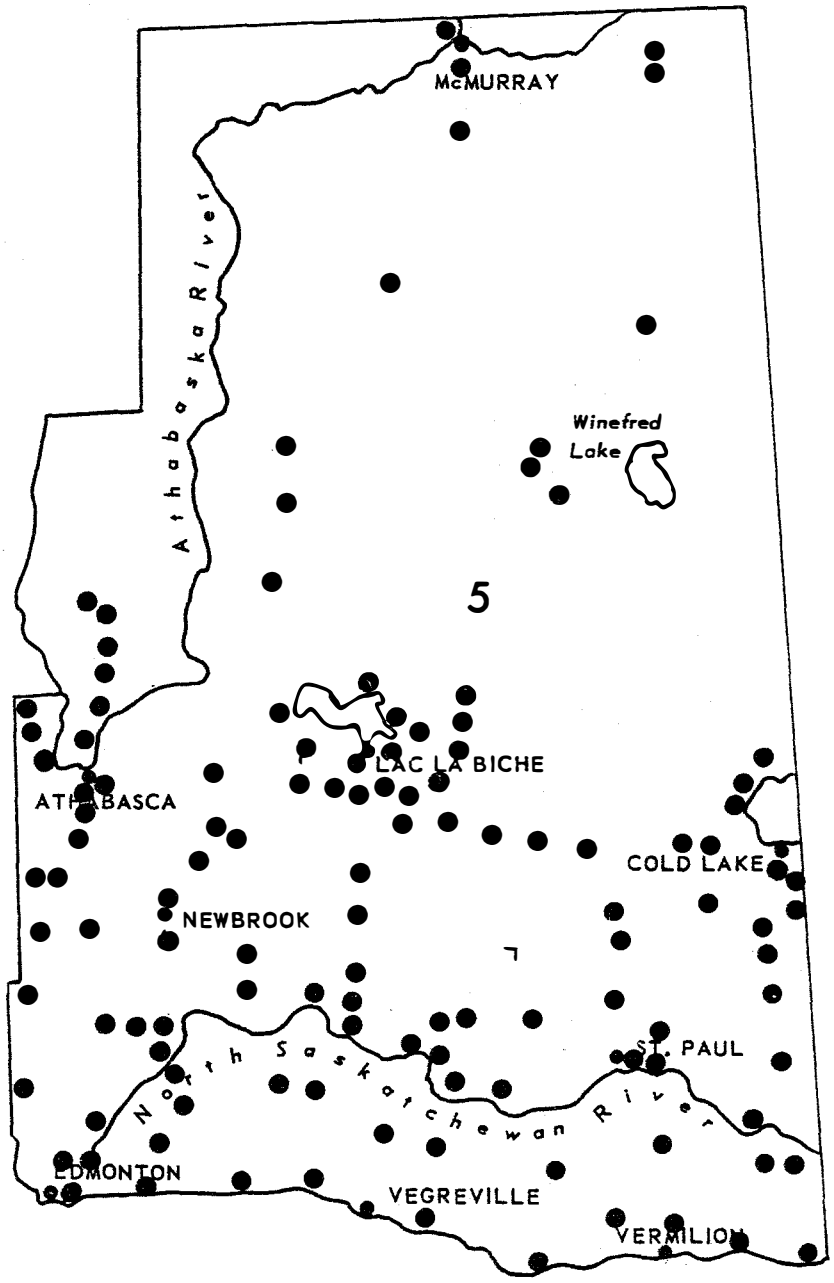 McMURRAY
Athabaska River
Winefred
Lake
5
LAC LA BICHE
ATHABASCA
COLD LAKE
NEWBROOK
ST. PAUL
North Saskatchewan River
EDMONTON
VEGREVILLE
VERMILION